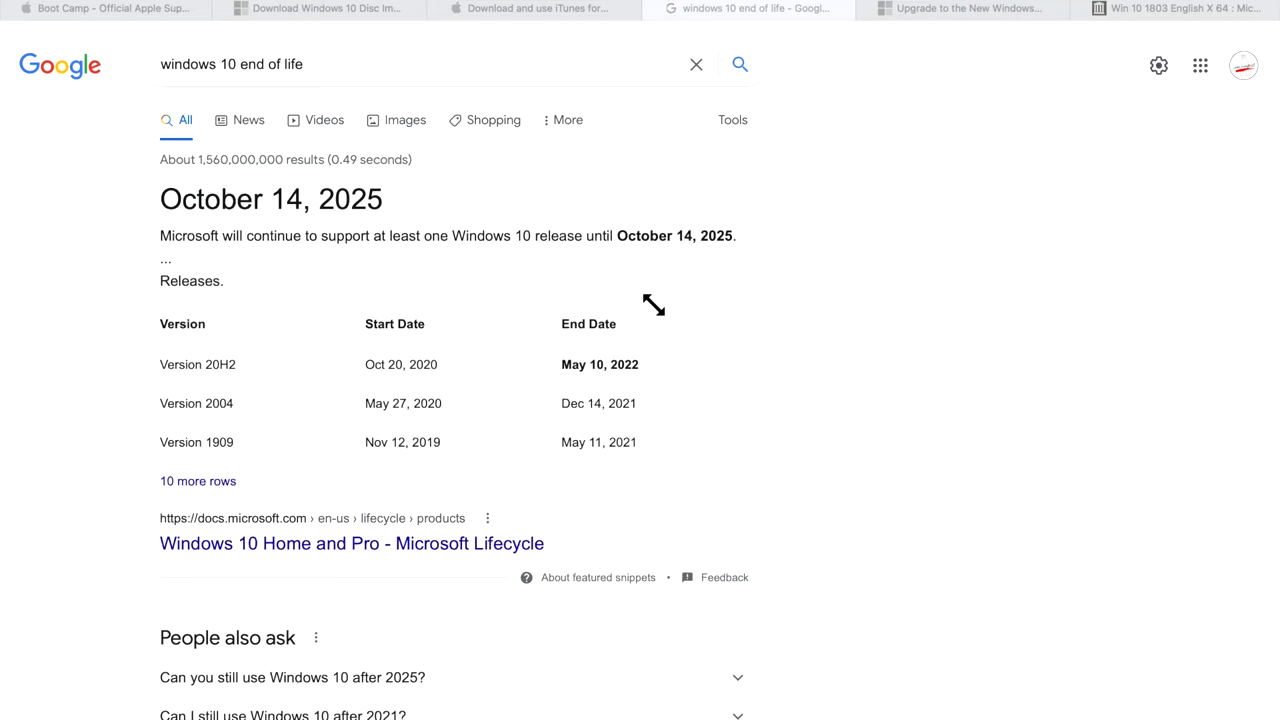 Boot Camp - Official Apple Sup...
Download Windows 10 Disc Im...
Download and use iTunes for...
windows 10 end of life - Googl...
Upgrade to the New Windows...
Win 10 1803 English X 64 : Mic...
Google
windows 10 end of life
All
News
Videos
Images
Shopping
More
Tools
About 1,560,000,000 results (0.49 seconds)
October 14, 2025
Microsoft will continue to support at least one Windows 10 release until October 14, 2025.
...
Releases.
Version Start Date End Date
Version 20H2 Oct 20, 2020 May 10, 2022
Version 2004 May 27, 2020 Dec 14, 2021
Version 1909 Nov 12, 2019 May 11, 2021
10 more rows
https://docs.microsoft.com › en-us › lifecycle › products
Windows 10 Home and Pro - Microsoft Lifecycle
About featured snippets • Feedback
People also ask
Can you still use Windows 10 after 2025?
Can I still use Windows 10 after 2021?